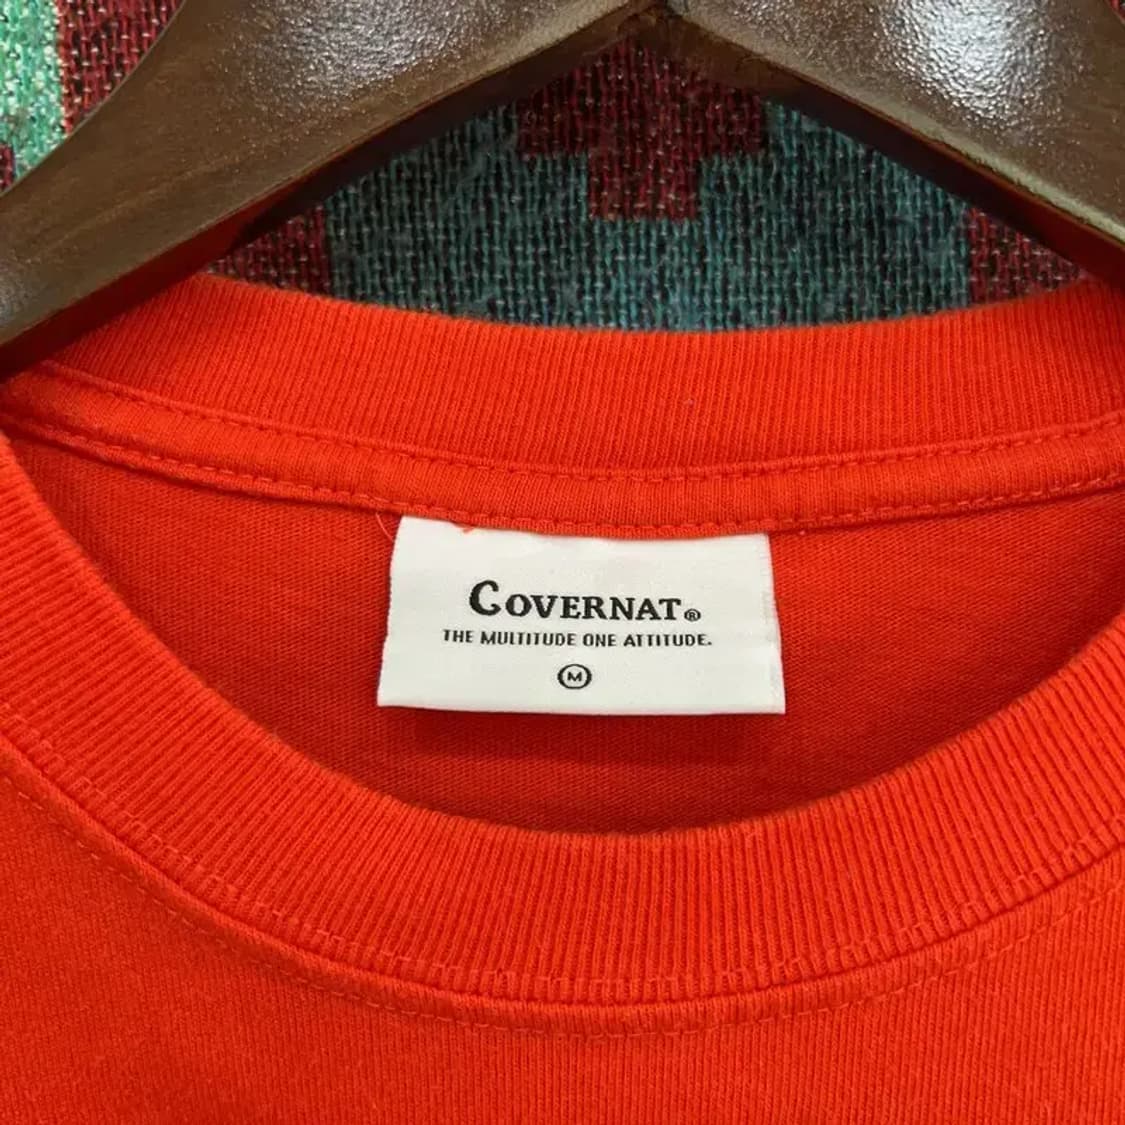 COVERNAT®
THE MULTITUDE ONE ATTITUDE.
M